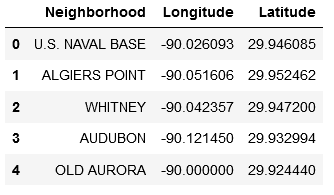 Neighborhood Longitude Latitude
0 U.S. NAVAL BASE -90.026093 29.946085
1 ALGIERS POINT -90.051606 29.952462
2 WHITNEY -90.042357 29.947200
3 AUDUBON -90.121450 29.932994
4 OLD AURORA -90.000000 29.924440